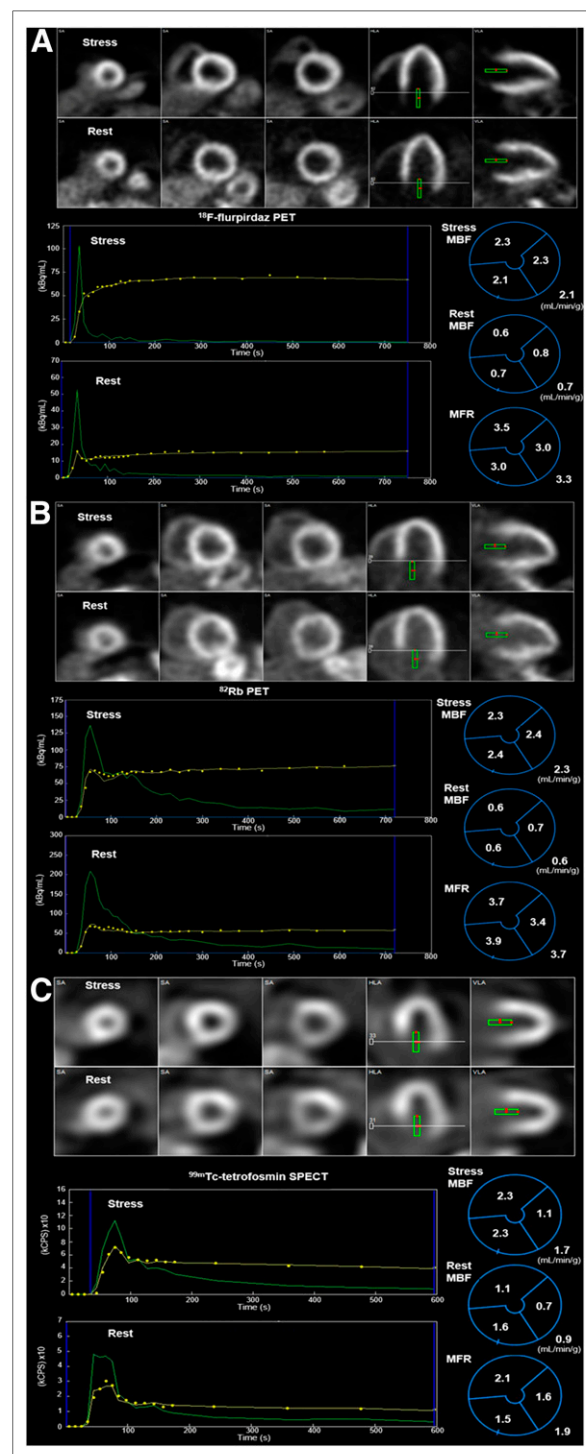 A
Stress
SA SA SA HLA VLA
Rest
SA SA SA HLA VLA
18F-flurpirdaz PET
Stress
(kBq/mL)
125
100
75
50
25
0
100 200 300 400 500 600 700 800
Time (s)
Rest
(kBq/mL)
70
60
50
40
30
20
10
0
100 200 300 400 500 600 700 800
Time (s)
Stress
MBF
2.3
2.3
2.1
2.1
(mL/min/g)
Rest
MBF
0.6
0.8
0.7
0.7
(mL/min/g)
MFR
3.5
3.0
3.0
3.3
B
Stress
SA SA SA HLA VLA
Rest
SA SA SA HLA VLA
82Rb PET
Stress
(kBq/mL)
175
150
125
100
75
50
25
0
100 200 300 400 500 600 700 800
Time (s)
Rest
(kBq/mL)
300
250
200
150
100
50
0
100 200 300 400 500 600 700 800
Time (s)
Stress
MBF
2.3
2.4
2.4
2.3
(mL/min/g)
Rest
MBF
0.6
0.7
0.6
0.6
(mL/min/g)
MFR
3.7
3.4
3.9
3.7
C
Stress
SA SA SA HLA VLA
33
Rest
SA SA SA HLA VLA
31
99mTc-tetrofosmin SPECT
Stress
(kCPS) x10
16
14
12
10
8
6
4
2
0
100 200 300 400 500 600
Time (s)
Rest
(kCPS) x10
7
6
5
4
3
2
1
0
100 200 300 400 500 600
Time (s)
Stress
MBF
2.3
1.1
2.3
1.7
(mL/min/g)
Rest
MBF
1.1
0.7
1.6
0.9
(mL/min/g)
MFR
2.1
1.6
1.5
1.9